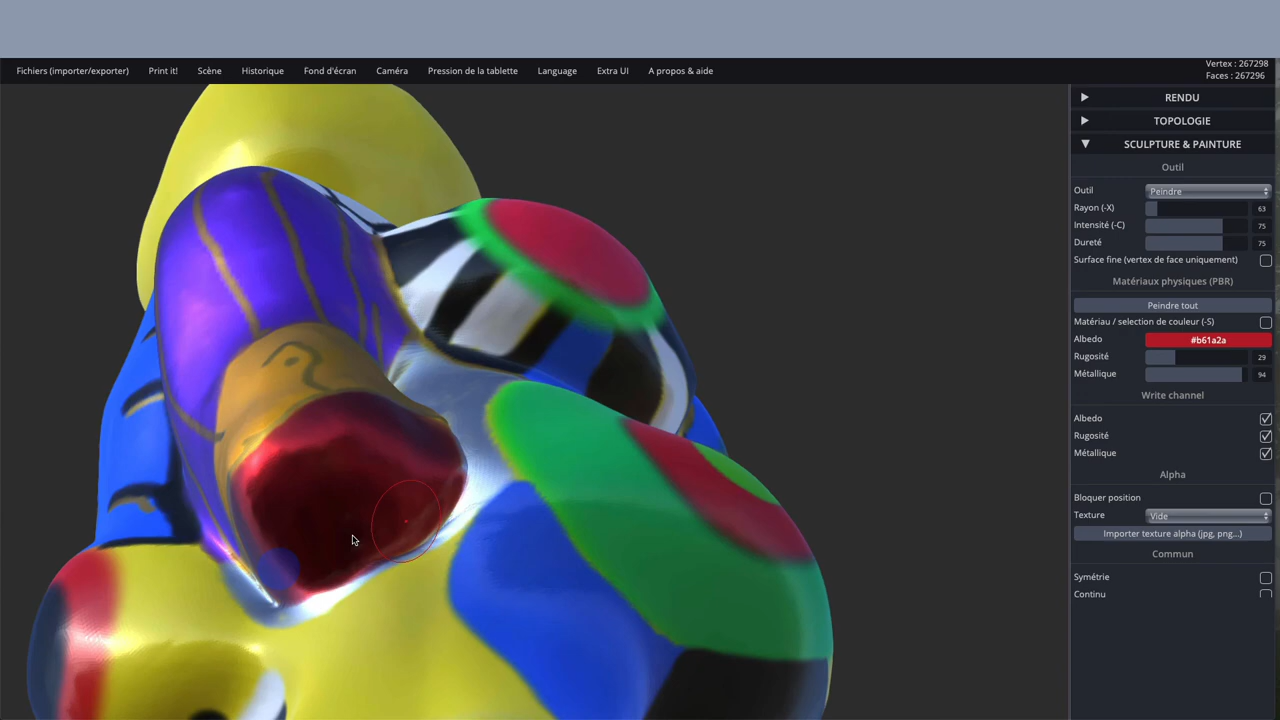 Fichiers (importer/exporter) Print it! Scène Historique Fond d'écran Caméra Pression de la tablette Language Extra UI A propos & aide
Vertex : 267298
Faces : 267296
RENDU
TOPOLOGIE
SCULPTURE & PAINTURE
Outil
Outil Peindre
Rayon (-X) 63
Intensité (-C) 75
Dureté 75
Surface fine (vertex de face uniquement)
Matériaux physiques (PBR)
Peindre tout
Matériau / selection de couleur (-S)
Albedo #b61a2a
Rugosité 29
Métallique 94
Write channel
Albedo
Rugosité
Métallique
Alpha
Bloquer position
Texture Vide
Importer texture alpha (jpg, png...)
Commun
Symétrie
Continu